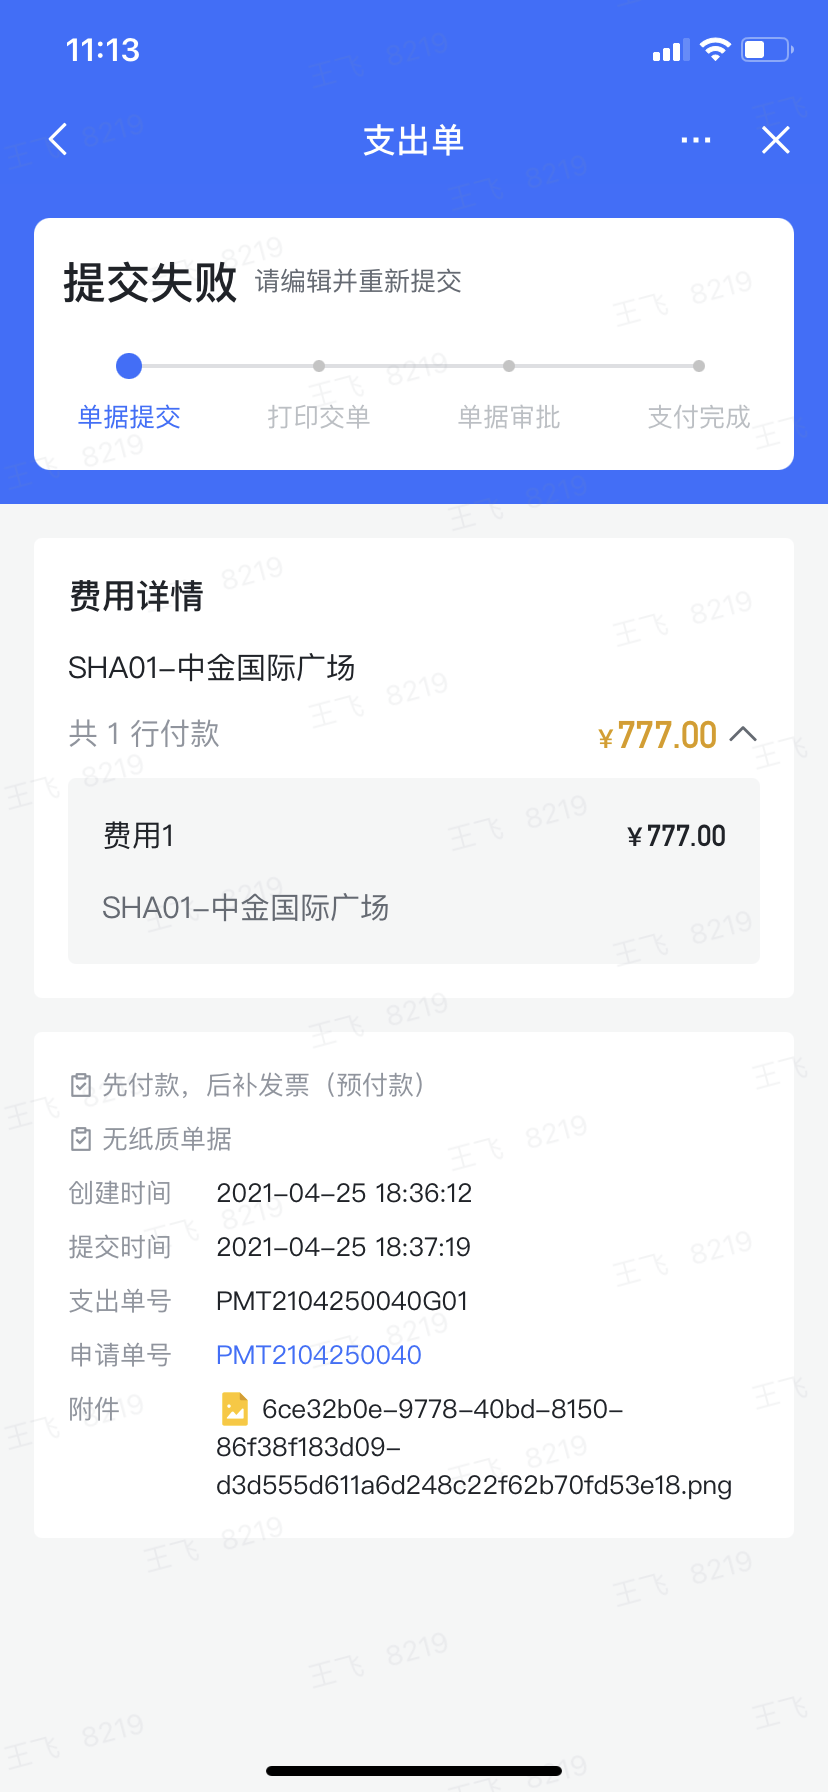 11:13
支出单
提交失败 请编辑并重新提交
单据提交 打印交单 单据审批 支付完成
费用详情
SHA01-中金国际广场
共 1 行付款 ¥777.00
费用1 ¥777.00
SHA01-中金国际广场
先付款，后补发票（预付款）
无纸质单据
创建时间 2021-04-25 18:36:12
提交时间 2021-04-25 18:37:19
支出单号 PMT2104250040G01
申请单号 PMT2104250040
附件 6ce32b0e-9778-40bd-8150-
86f38f183d09-
d3d555d611a6d248c22f62b70fd53e18.png
王飞 8219